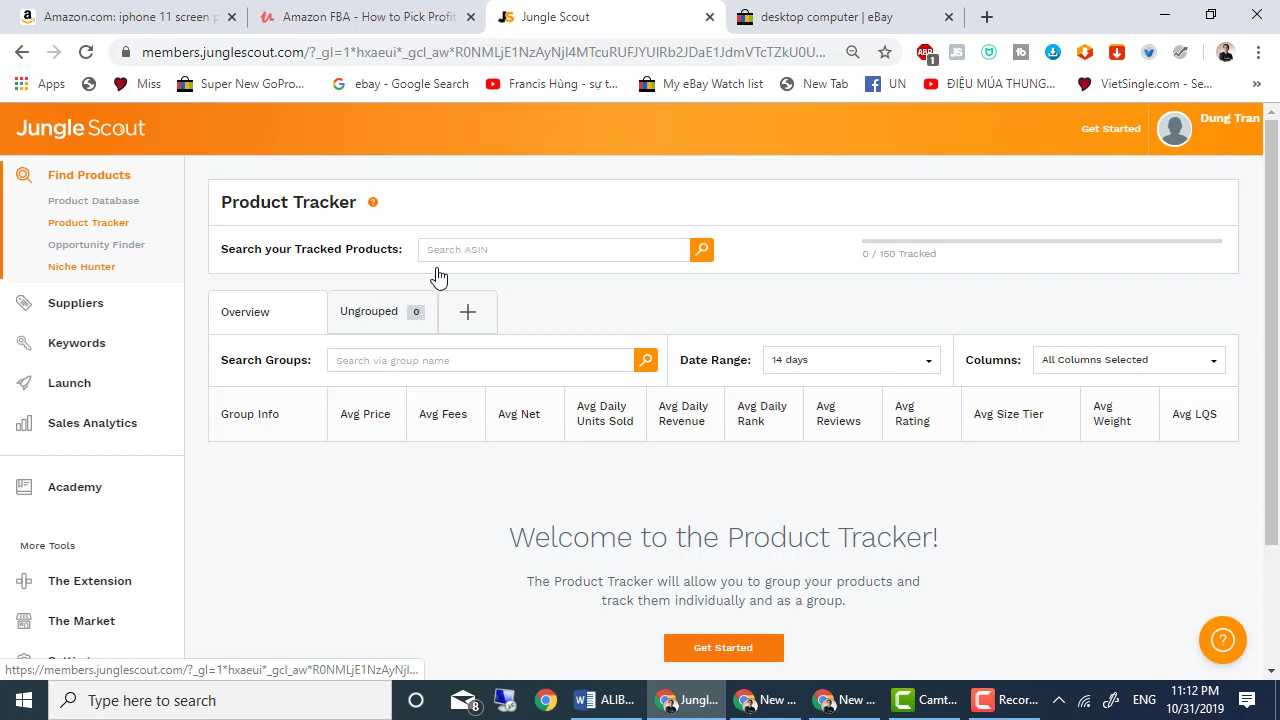 Amazon.com: iphone 11 screen p
Amazon FBA - How to Pick Profi
Jungle Scout
desktop computer | eBay
members.junglescout.com/?_gl=1*hxaeui*_gcl_aw*R0NMLjE1NzAyNjI4MTcuRUFJYUlRb2JDaE1JdmVTcTZKU0U...
Apps
Miss
Super New GoPro...
ebay - Google Search
Francis Hùng - sự t...
My eBay Watch list
New Tab
UN
ĐIỆU MÚA THUNG...
VietSingle.com - Se...
Jungle Scout
Get Started
Dung Tran
Find Products
Product Database
Product Tracker
Opportunity Finder
Niche Hunter
Suppliers
Keywords
Launch
Sales Analytics
Academy
More Tools
The Extension
The Market
Product Tracker
Search your Tracked Products:
Search ASIN
0 / 150 Tracked
Overview
Ungrouped 0
Search Groups:
Search via group name
Date Range:
14 days
Columns:
All Columns Selected
Group Info
Avg Price
Avg Fees
Avg Net
Avg Daily
Units Sold
Avg Daily
Revenue
Avg Daily
Rank
Avg
Reviews
Avg
Rating
Avg Size Tier
Avg
Weight
Avg LQS
Welcome to the Product Tracker!
The Product Tracker will allow you to group your products and
track them individually and as a group.
Get Started
https://members.junglescout.com/?_gl=1*hxaeui*_gcl_aw*R0NMLjE1NzAyNjI...
Type here to search
8
ALIB...
Jungl...
New ...
New ...
Camt...
Recor...
ENG
11:12 PM
10/31/2019